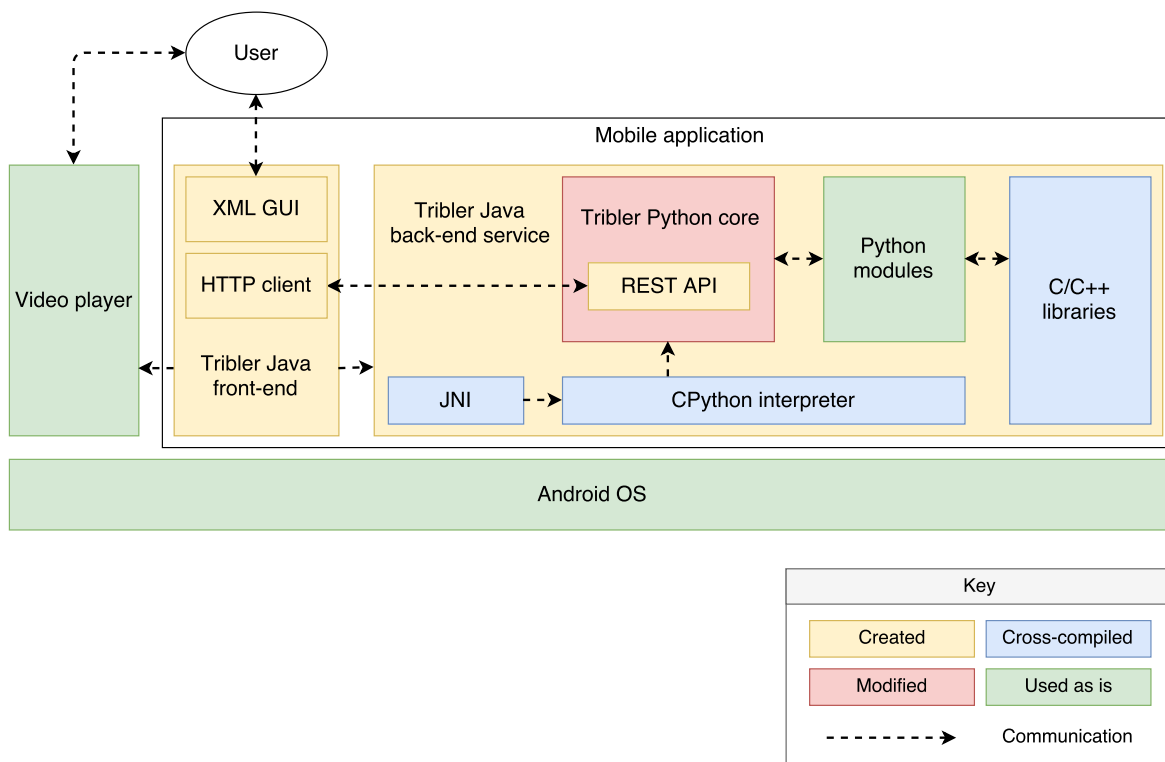 User
Mobile application
XML GUI
HTTP client
Tribler Java
front-end
Video player
Tribler Java
back-end service
Tribler Python core
REST API
Python
modules
C/C++
libraries
JNI
CPython interpreter
Android OS
Key
Created
Cross-compiled
Modified
Used as is
Communication